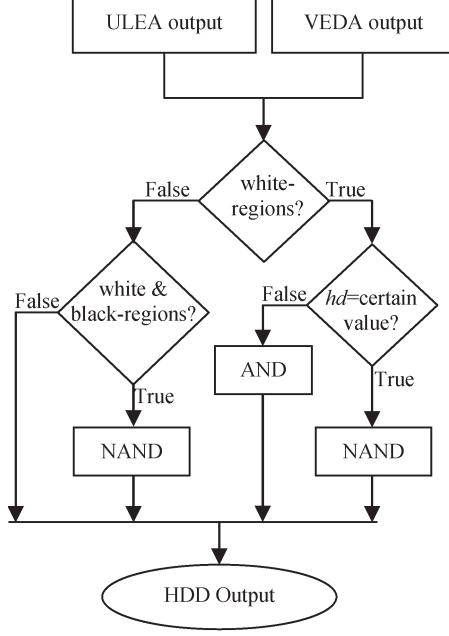 ULEA output
VEDA output
False
white-
regions?
True
False
white &
black-regions?
False
hd=certain
value?
AND
True
True
NAND
NAND
HDD Output